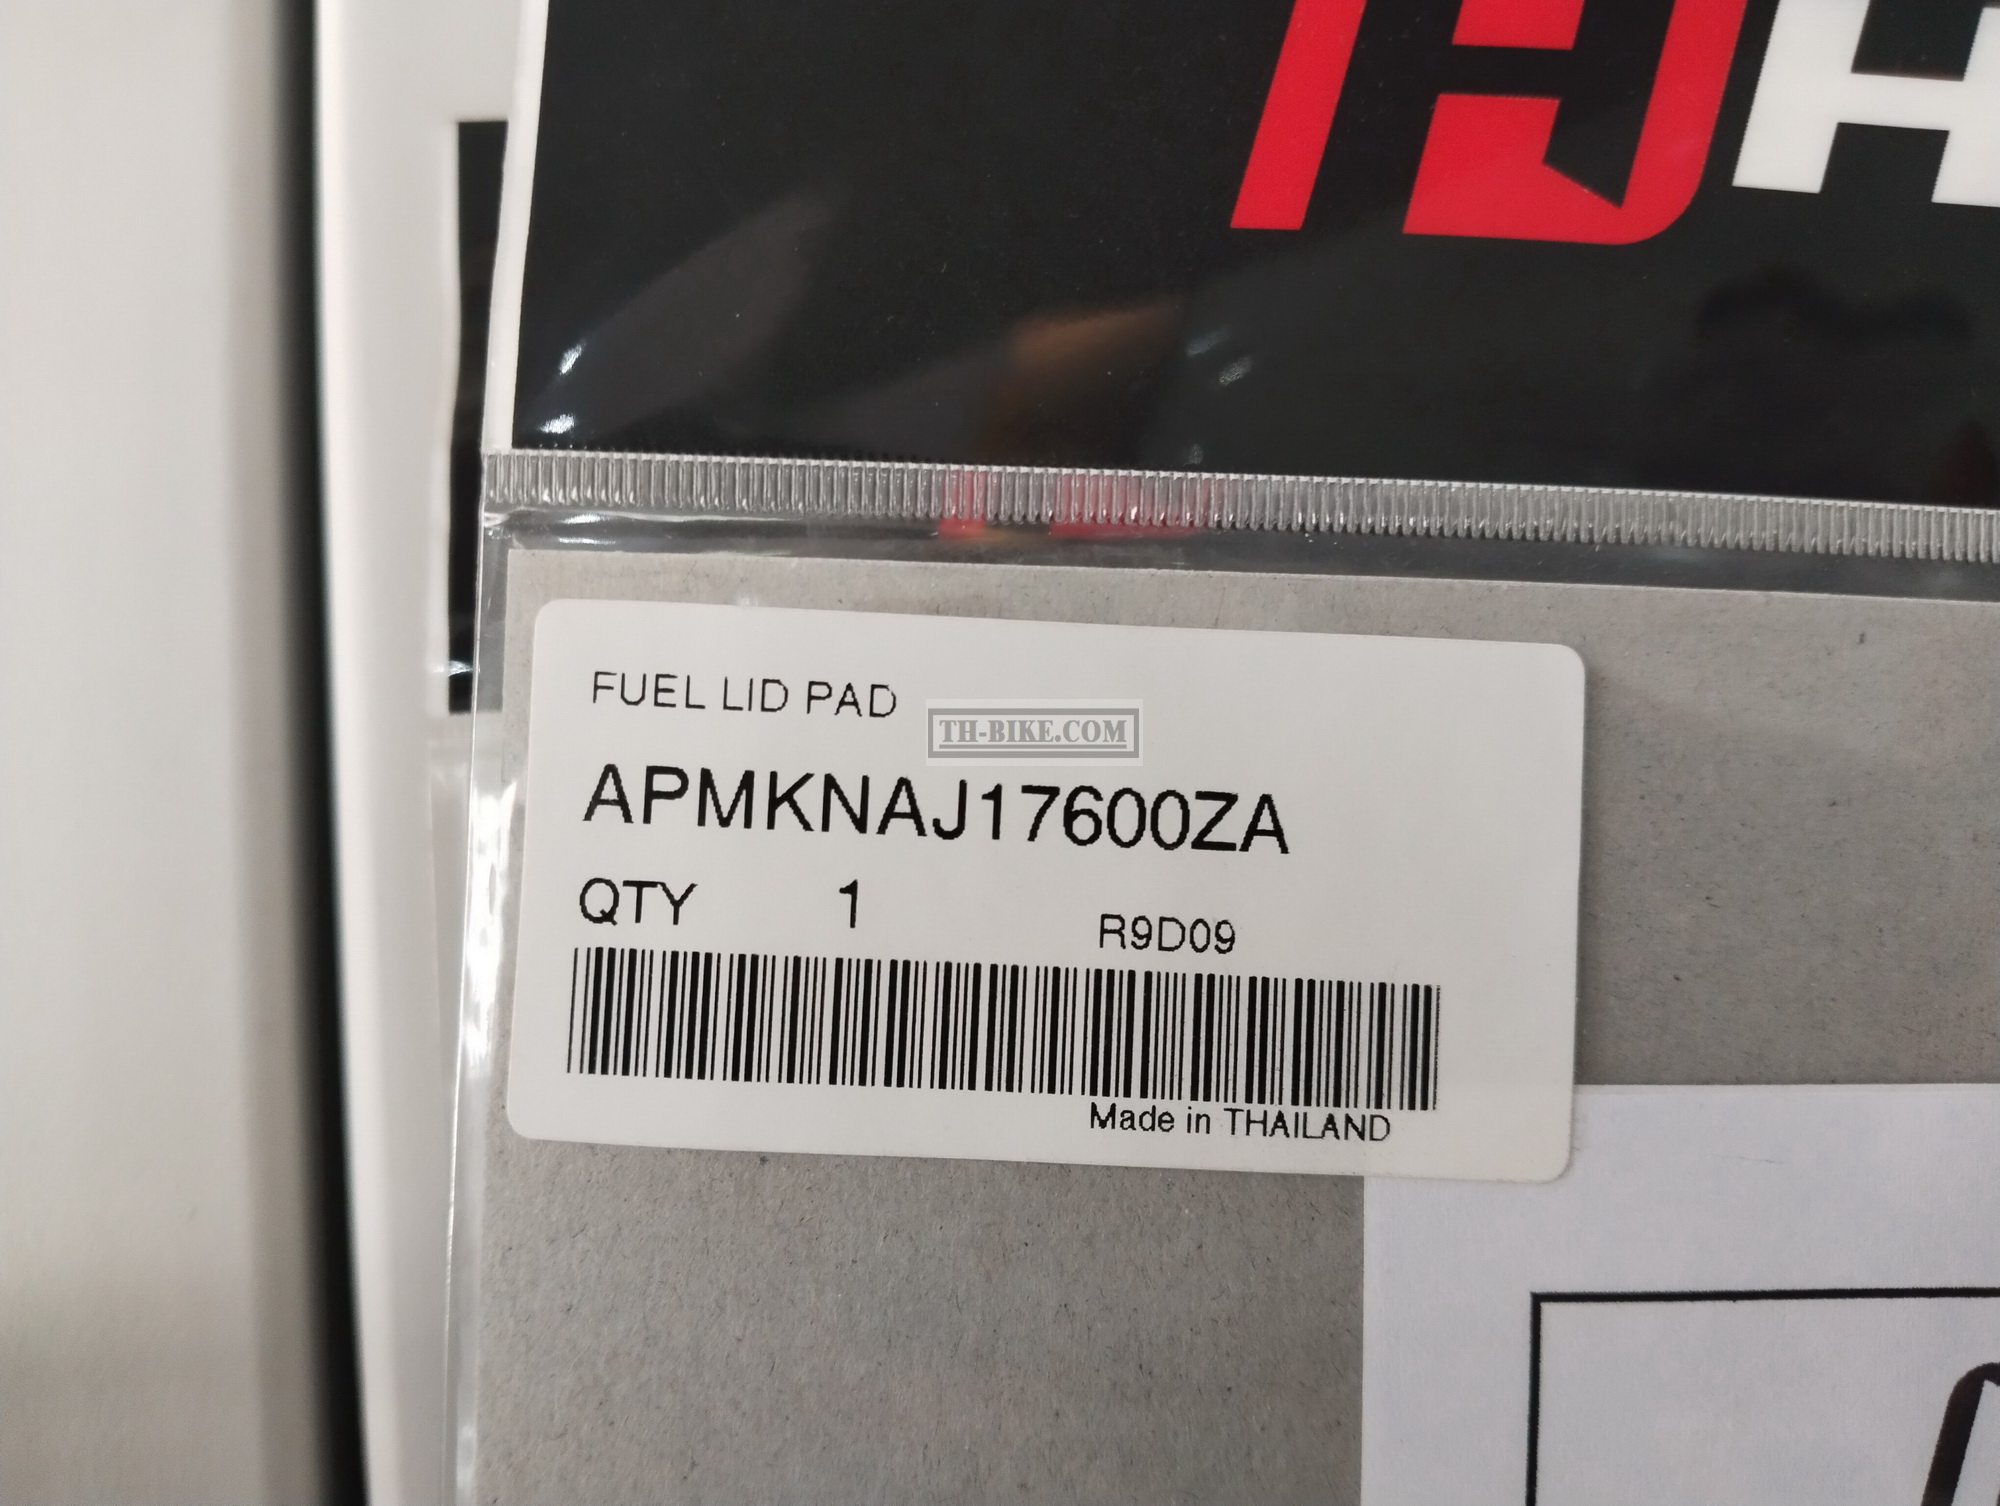 FUEL LID PAD
TH-BIKE.COM
APMKNAJ17600ZA
QTY 1 R9D09
Made in THAILAND